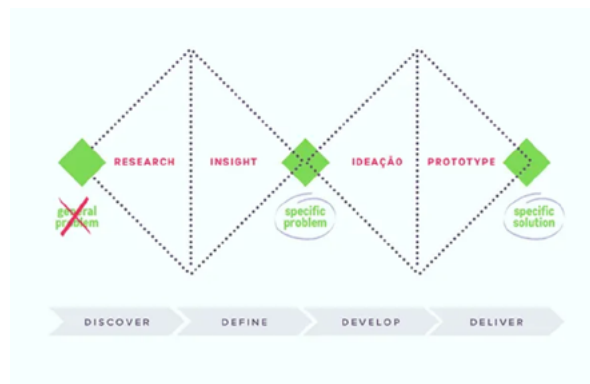 RESEARCH
INSIGHT
IDEAÇÃO
PROTOTYPE
general
problem
specific
problem
specific
solution
DISCOVER
DEFINE
DEVELOP
DELIVER